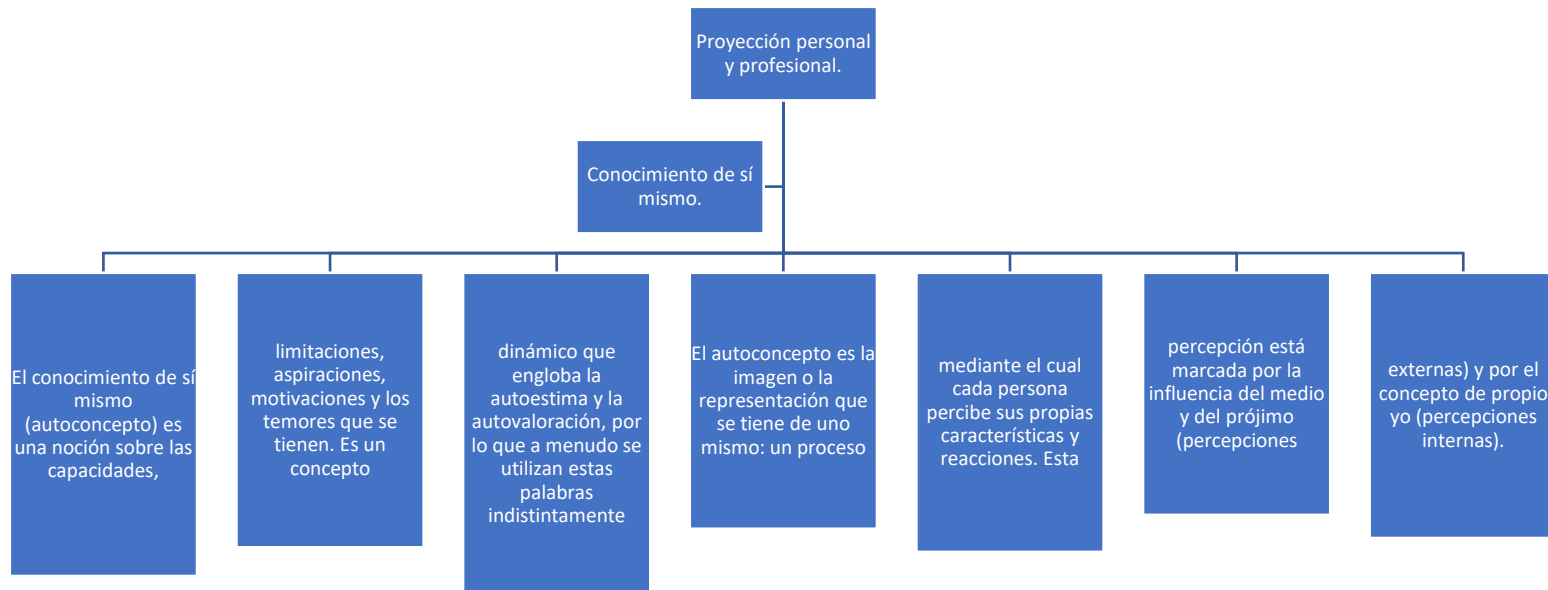 Proyección personal
y profesional.
Conocimiento de sí
mismo.
El conocimiento de sí
mismo
(autoconcepto) es
una noción sobre las
capacidades,
limitaciones,
aspiraciones,
motivaciones y los
temores que se
tienen. Es un
concepto
dinámico que
engloba la
autoestima y la
autovaloración, por
lo que a menudo se
utilizan estas
palabras
indistintamente
El autoconcepto es la
imagen o la
representación que
se tiene de uno
mismo: un proceso
mediante el cual
cada persona
percibe sus propias
características y
reacciones. Esta
percepción está
marcada por la
influencia del medio
y del prójimo
(percepciones
externas) y por el
concepto de propio
yo (percepciones
internas).